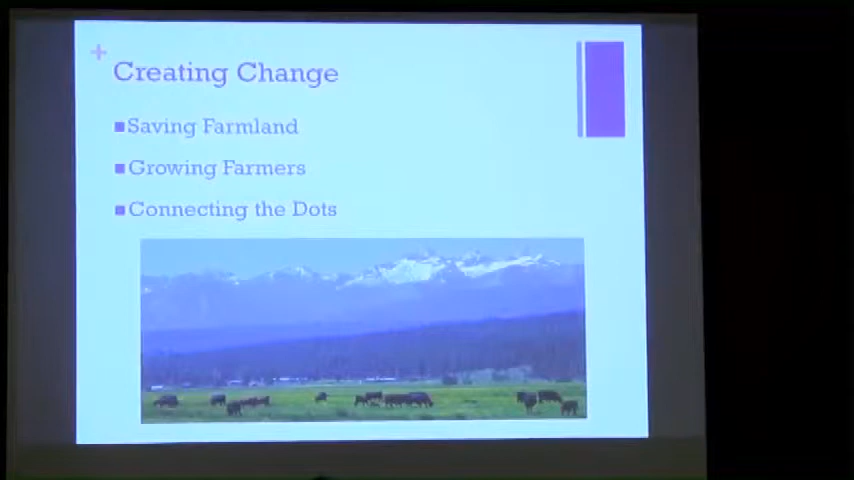 +
Creating Change
■Saving Farmland
■Growing Farmers
■Connecting the Dots